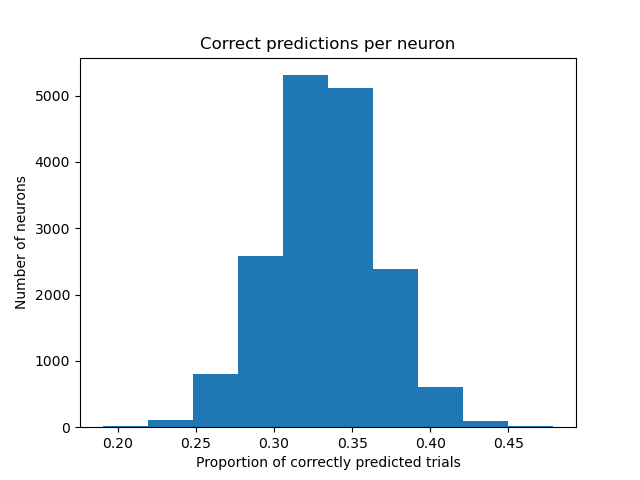 Correct predictions per neuron
5000
4000
3000
2000
1000
0
Number of neurons
0.20 0.25 0.30 0.35 0.40 0.45
Proportion of correctly predicted trials